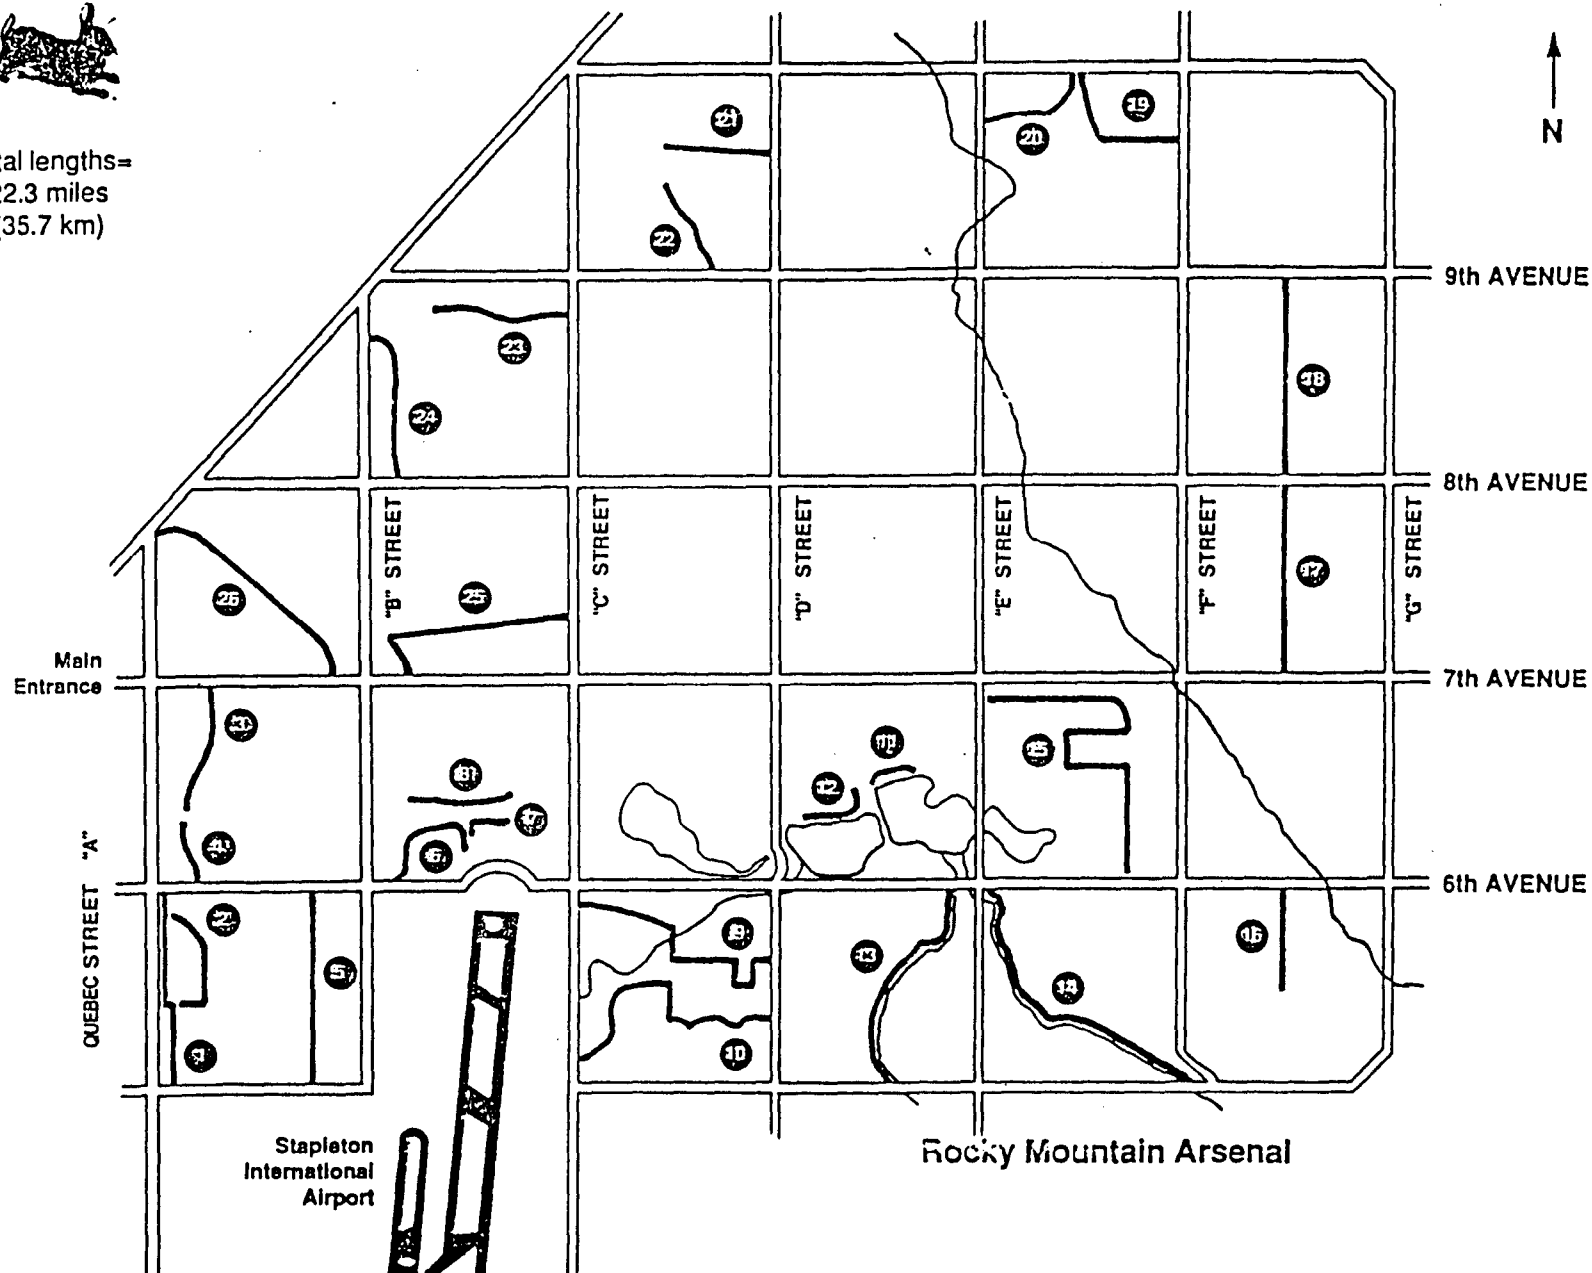 al lengths=
2.3 miles
(35.7 km)
N
21
19
20
22
9th AVENUE
23
18
24
8th AVENUE
"B" STREET
"C" STREET
"D" STREET
"E" STREET
"F" STREET
"G" STREET
17
26
25
Main
Entrance
7th AVENUE
11
15
12
6th AVENUE
QUEBEC STREET "A"
9
16
13
14
10
Stapleton
International
Airport
Rocky Mountain Arsenal